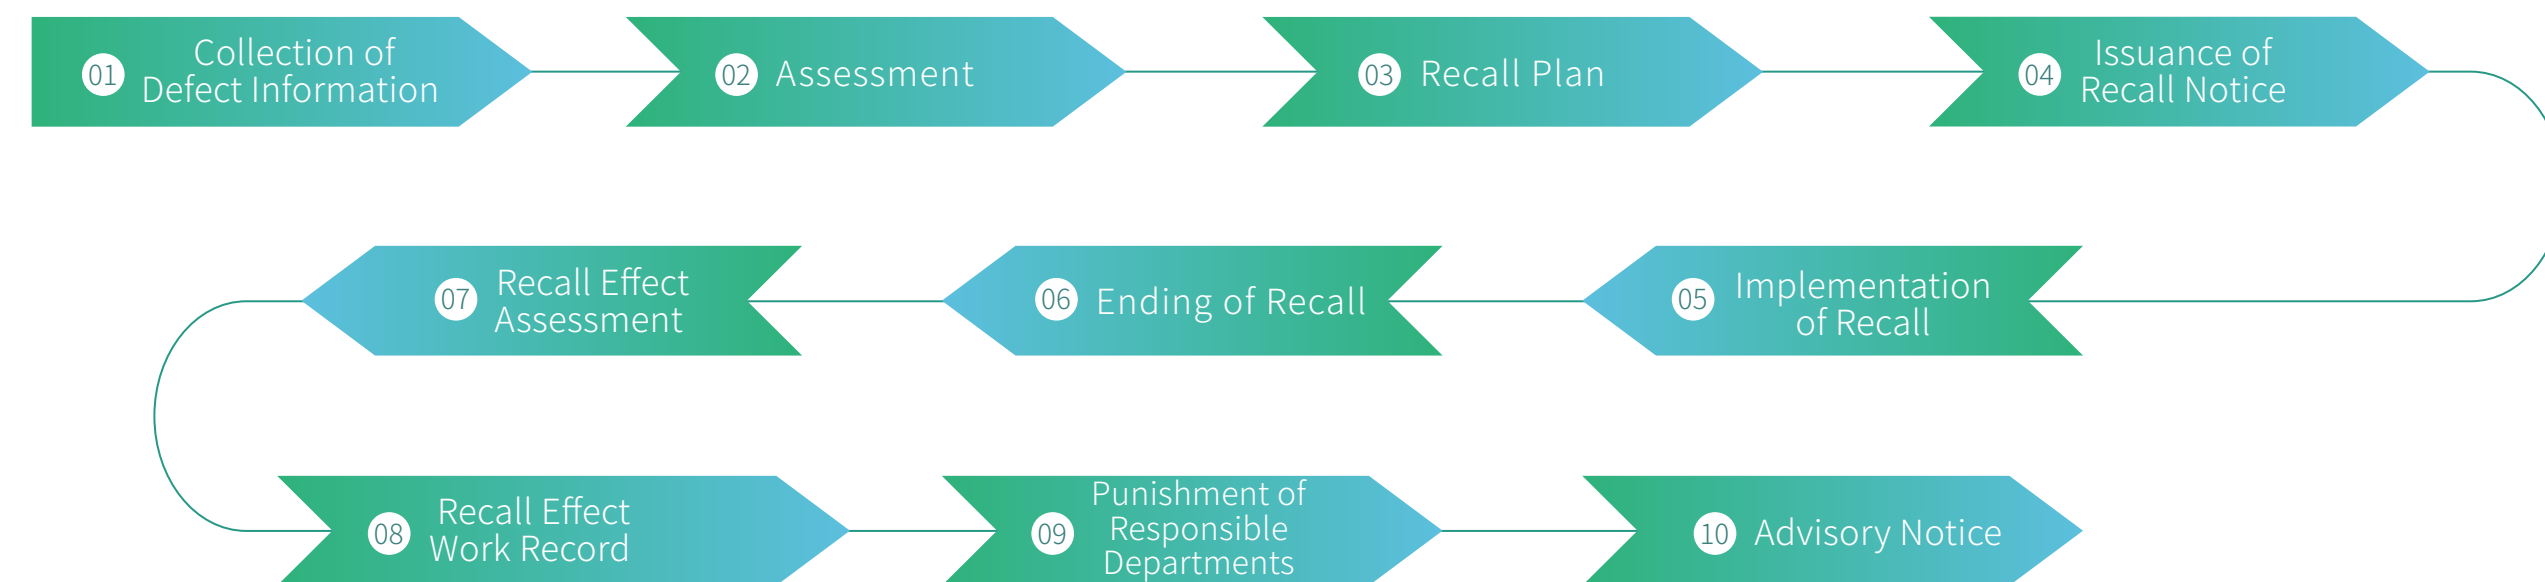 01
Collection of
Defect Information
02
Assessment
03
Recall Plan
04
Issuance of
Recall Notice
05
Implementation
of Recall
06
Ending of Recall
07
Recall Effect
Assessment
08
Recall Effect
Work Record
09
Punishment of
Responsible
Departments
10
Advisory Notice